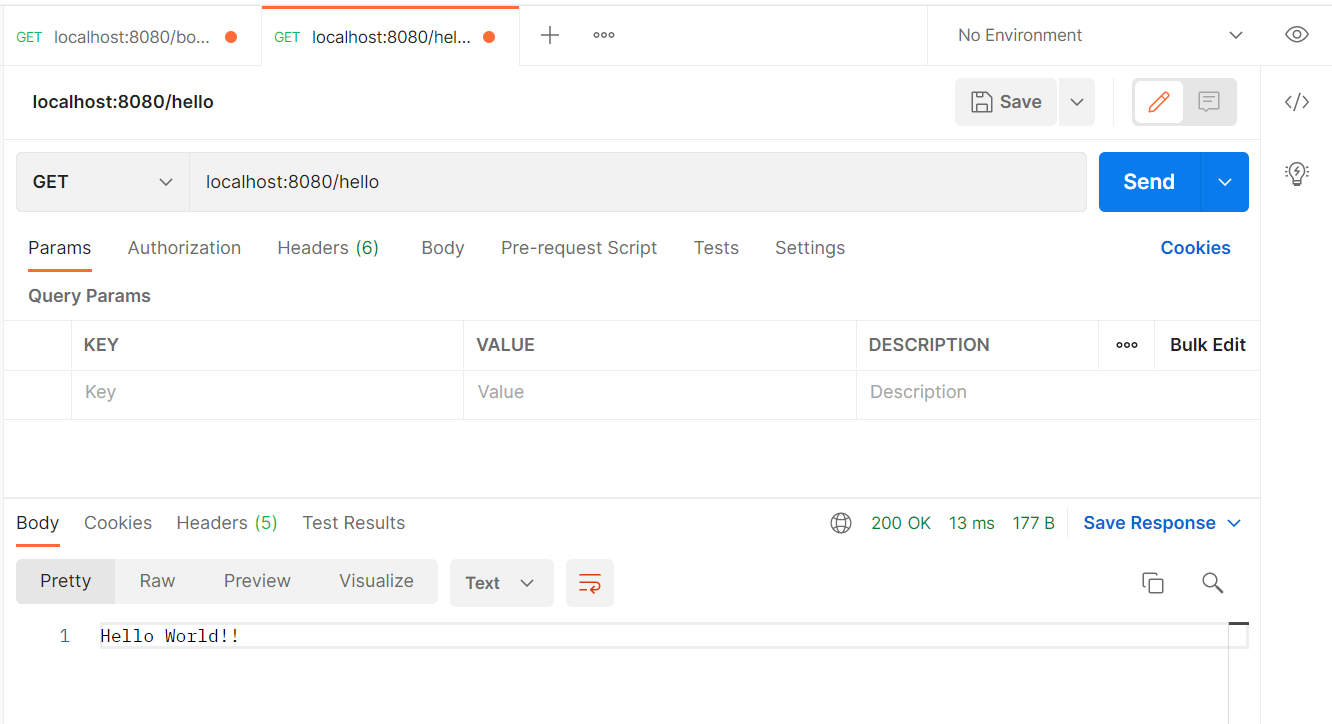 GET localhost:8080/bo... GET localhost:8080/hel... No Environment
localhost:8080/hello Save
GET localhost:8080/hello Send
Params Authorization Headers (6) Body Pre-request Script Tests Settings Cookies
Query Params
KEY VALUE DESCRIPTION Bulk Edit
Key Value Description
Body Cookies Headers (5) Test Results 200 OK 13 ms 177 B Save Response
Pretty Raw Preview Visualize Text
1 Hello World!!